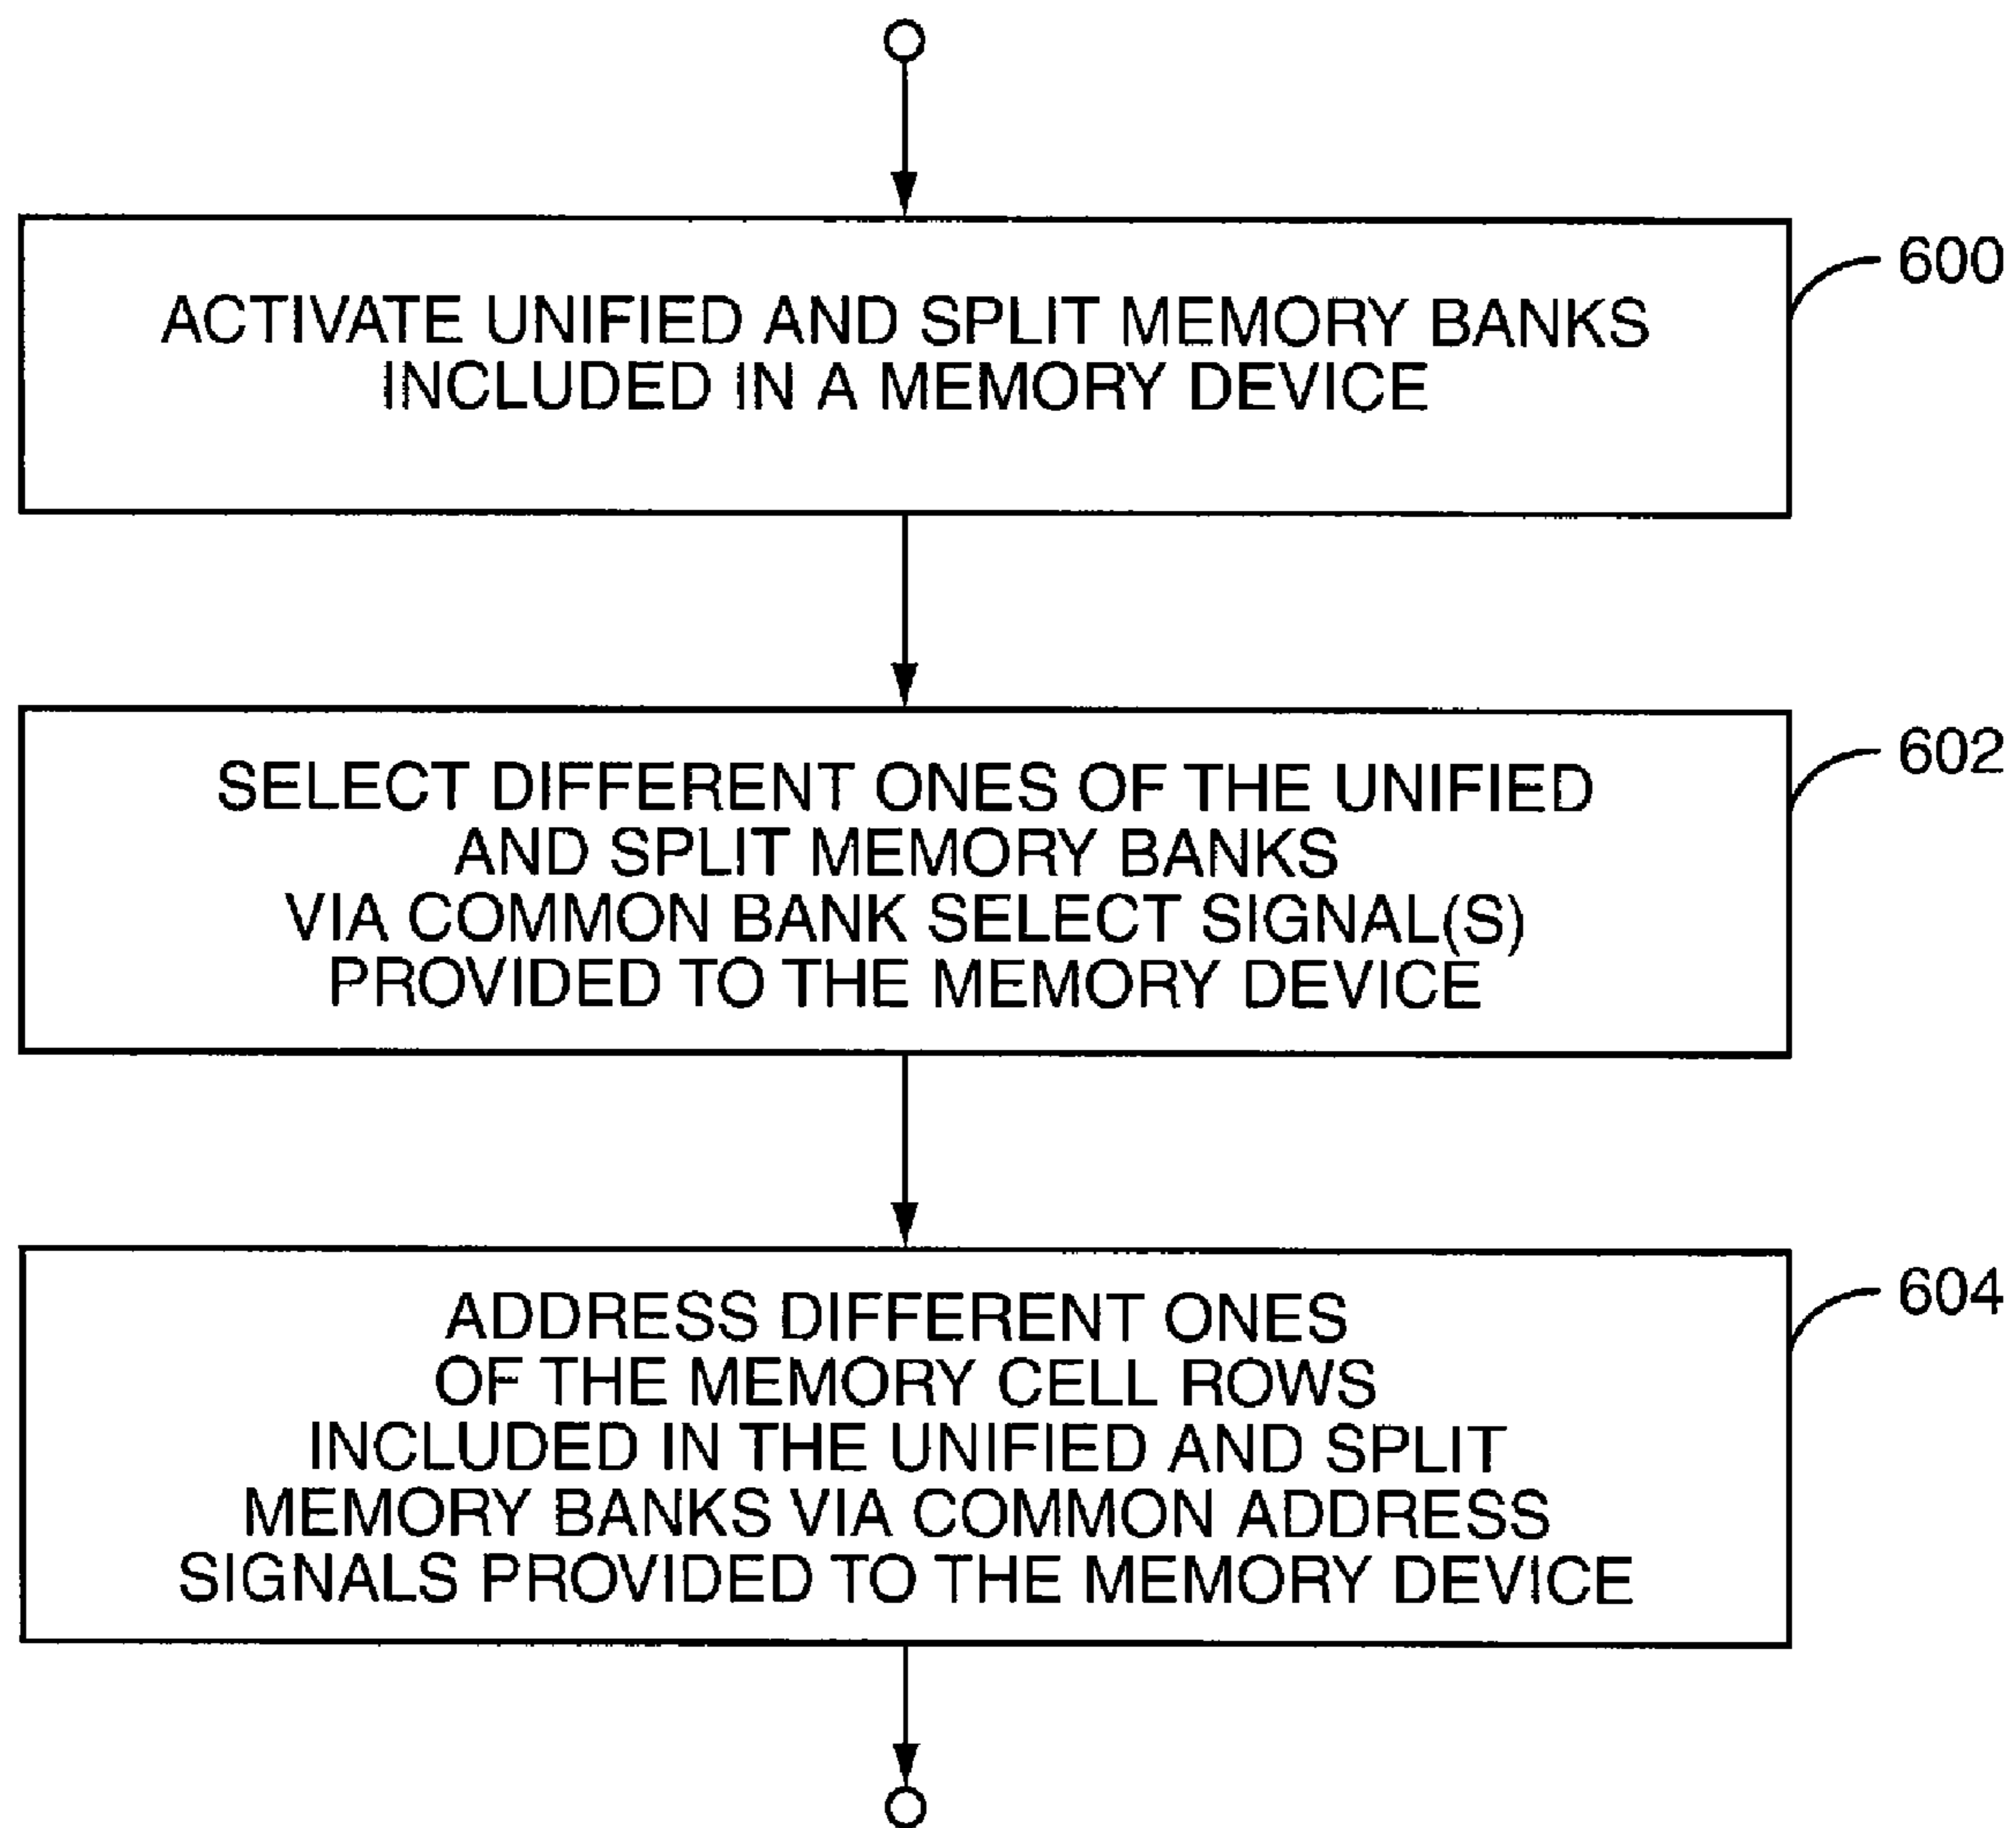 ACTIVATE UNIFIED AND SPLIT MEMORY BANKS
INCLUDED IN A MEMORY DEVICE
600
SELECT DIFFERENT ONES OF THE UNIFIED
AND SPLIT MEMORY BANKS
VIA COMMON BANK SELECT SIGNAL(S)
PROVIDED TO THE MEMORY DEVICE
602
ADDRESS DIFFERENT ONES
OF THE MEMORY CELL ROWS
INCLUDED IN THE UNIFIED AND SPLIT
MEMORY BANKS VIA COMMON ADDRESS
SIGNALS PROVIDED TO THE MEMORY DEVICE
604